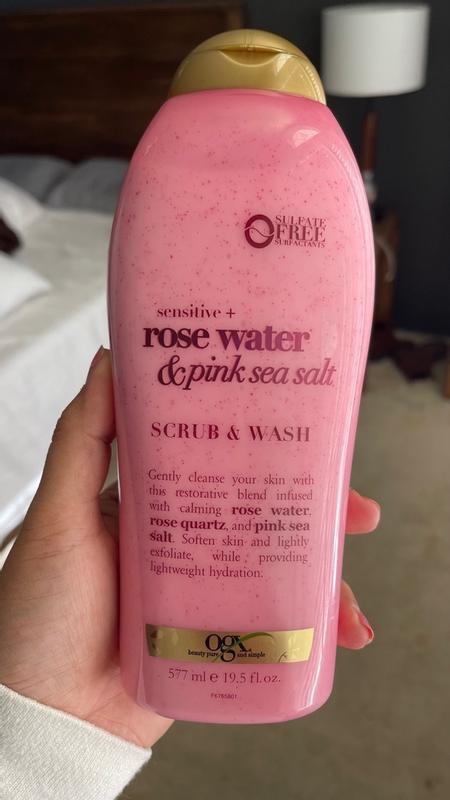 SULFATE
FREE
SURFACTANTS
sensitive +
rose water
& pink sea salt
SCRUB & WASH
Gently cleanse your skin with
this restorative blend infused
with calming rose water,
rose quartz, and pink sea
salt. Soften skin and lightly
exfoliate, while providing
lightweight hydration.
ogx
beauty pure and simple
577 ml e 19.5 fl. oz.